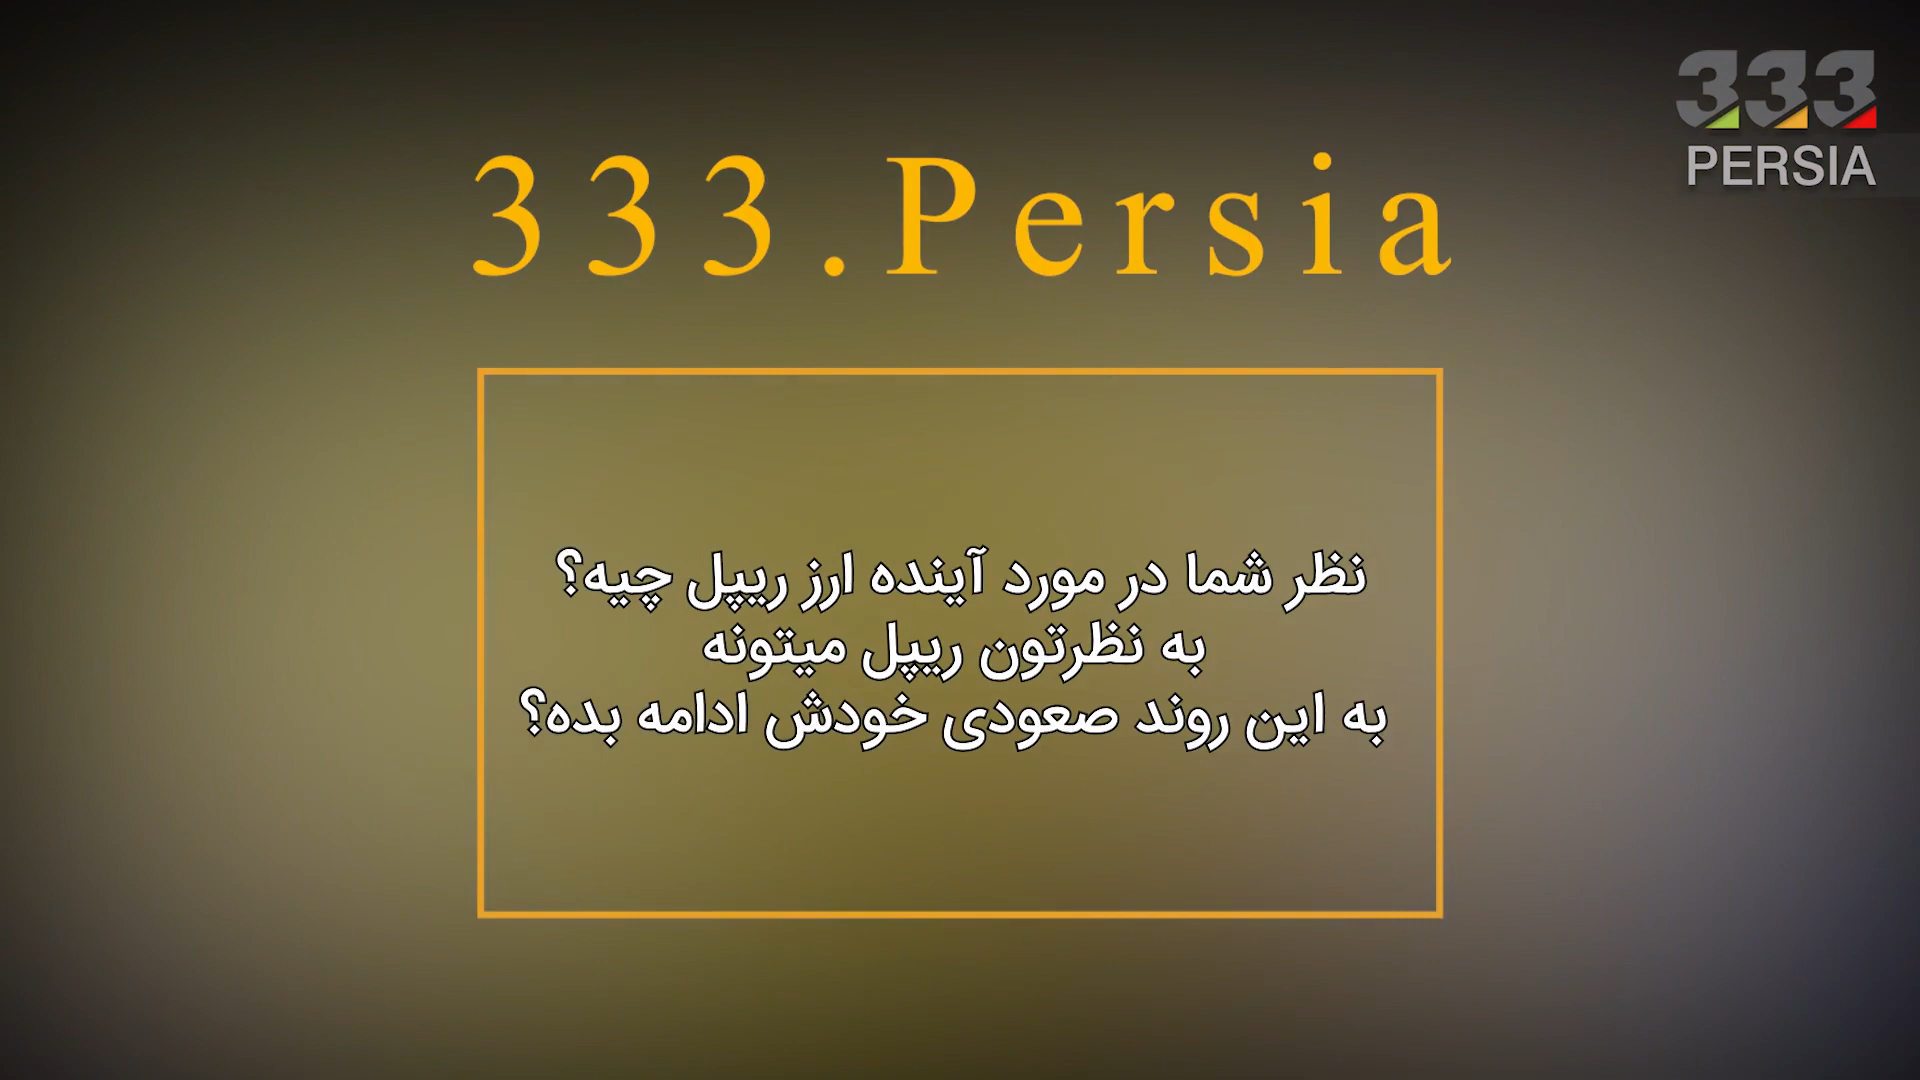 333
PERSIA
333.Persia
نظر شما در مورد آینده ارز ریپل چیه؟
به نظرتون ریپل میتونه
به این روند صعودی خودش ادامه بده؟